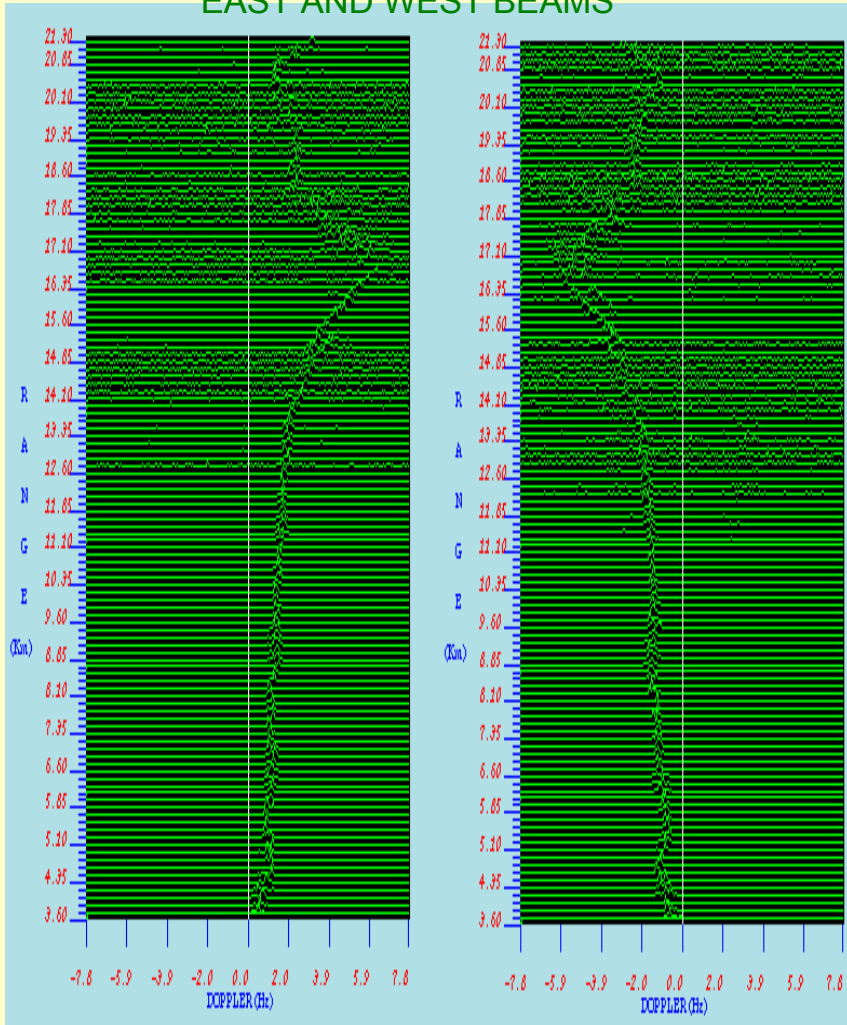 EAST AND WEST BEAMS
21.30
20.85
20.10
19.35
18.60
17.85
17.10
16.35
15.60
14.85
14.10
13.35
12.60
11.85
11.10
10.35
9.60
8.85
8.10
7.35
6.60
5.85
5.10
4.35
3.60
R
A
N
G
E
(Km)
-7.8 -5.9 -3.9 -2.0 0.0 2.0 3.9 5.9 7.8
DOPPLER(Hz)
21.30
20.85
20.10
19.35
18.60
17.85
17.10
16.35
15.60
14.85
14.10
13.35
12.60
11.85
11.10
10.35
9.60
8.85
8.10
7.35
6.60
5.85
5.10
4.35
3.60
R
A
N
G
E
(Km)
-7.8 -5.9 -3.9 -2.0 0.0 2.0 3.9 5.9 7.8
DOPPLER(Hz)